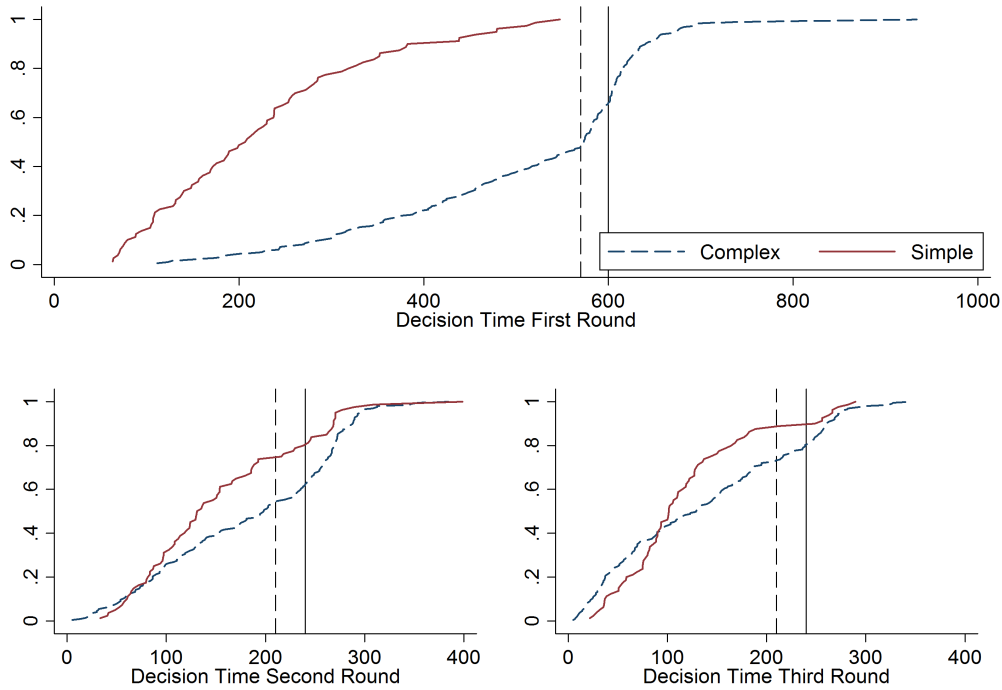 1
.8
.6
.4
.2
0
Complex Simple
0 200 400 600 800 1000
Decision Time First Round
1
.8
.6
.4
.2
0
0 100 200 300 400
Decision Time Second Round
1
.8
.6
.4
.2
0
0 100 200 300 400
Decision Time Third Round